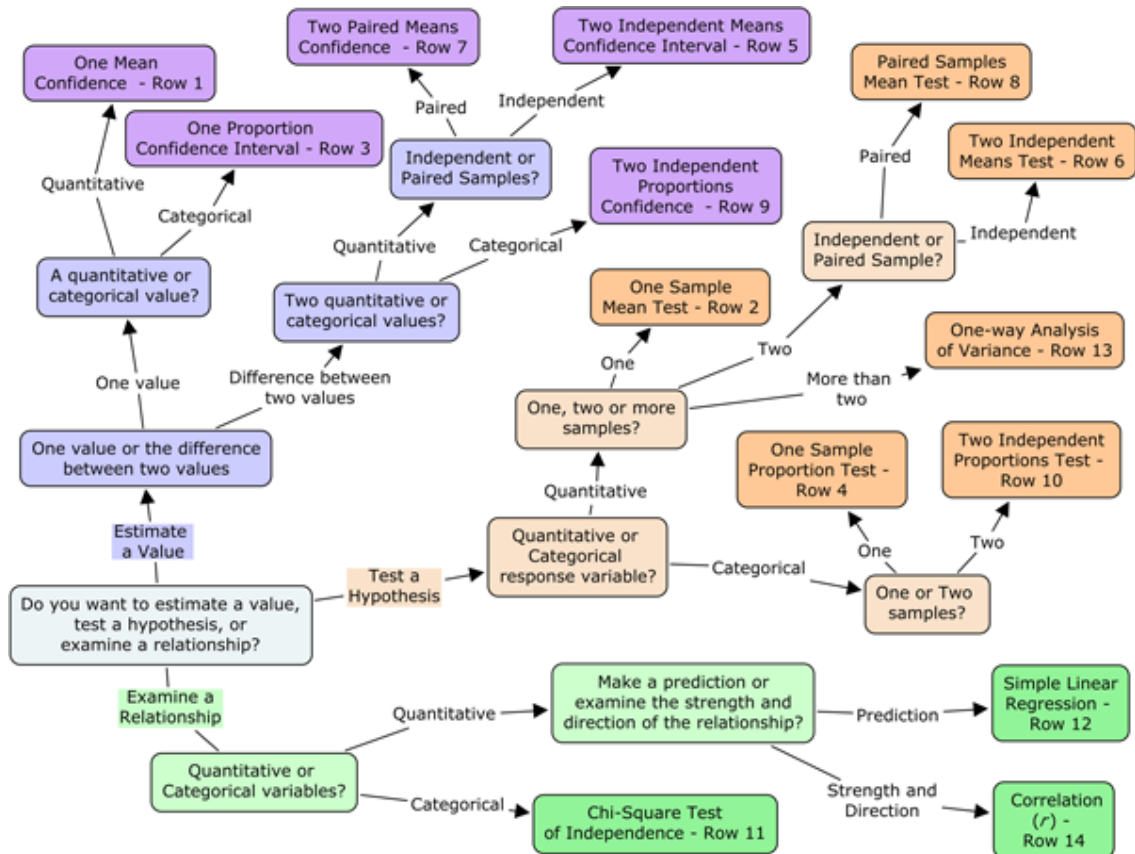 Two Paired Means
Confidence - Row 7
Two Independent Means
Confidence Interval - Row 5
One Mean
Confidence - Row 1
Paired Samples
Mean Test - Row 8
Paired
Independent
One Proportion
Confidence Interval - Row 3
Two Independent
Means Test - Row 6
Independent or
Paired Samples?
Paired
Two Independent
Proportions
Confidence - Row 9
Quantitative
Categorical
Quantitative
Categorical
Independent or
Paired Sample?
Independent
A quantitative or
categorical value?
Two quantitative or
categorical values?
One Sample
Mean Test - Row 2
One-way Analysis
of Variance - Row 13
Two
One
One value
Difference between
two values
More than
two
One, two or more
samples?
One value or the difference
between two values
One Sample
Proportion Test -
Row 4
Two Independent
Proportions Test -
Row 10
Quantitative
Estimate
a Value
Quantitative or
Categorical
response variable?
One
Two
Categorical
Test a
Hypothesis
One or Two
samples?
Do you want to estimate a value,
test a hypothesis, or
examine a relationship?
Examine a
Relationship
Quantitative
Make a prediction or
examine the strength and
direction of the relationship?
Prediction
Simple Linear
Regression -
Row 12
Quantitative or
Categorical variables?
Categorical
Chi-Square Test
of Independence - Row 11
Strength and
Direction
Correlation
(r) -
Row 14